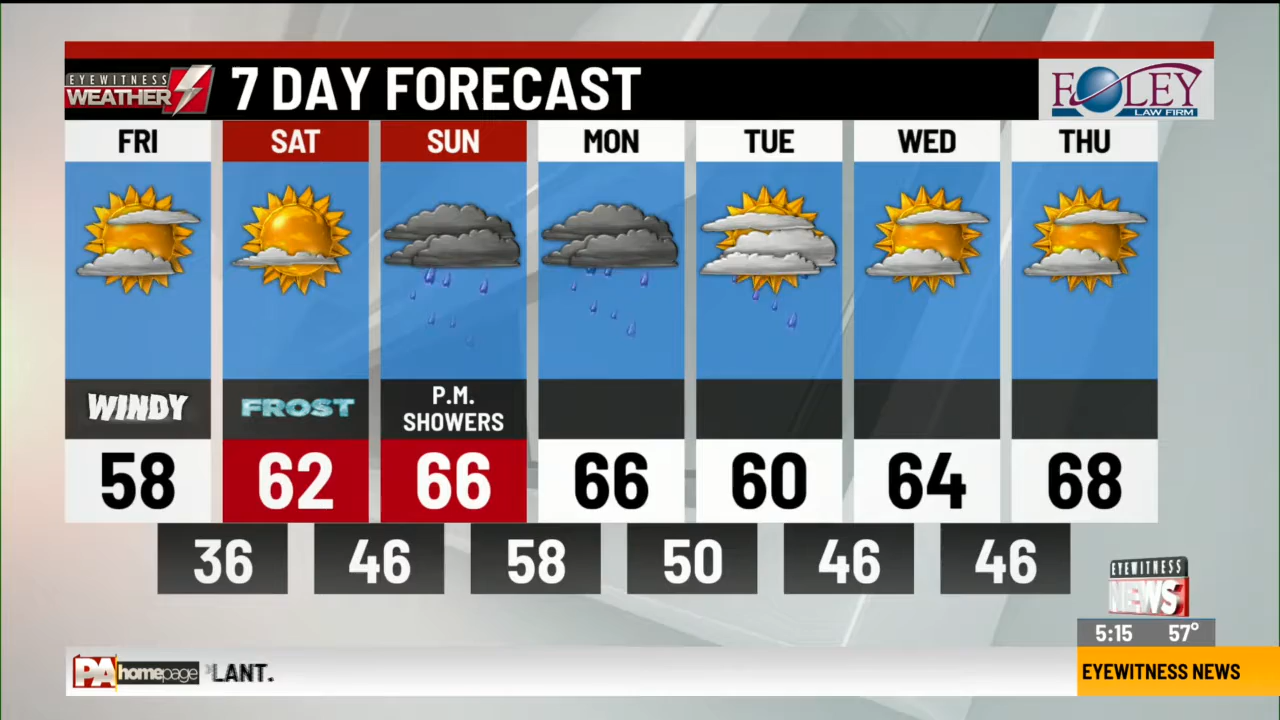 EYEWITNESS
WEATHER
7 DAY FORECAST
FOLEY
LAW FIRM
FRI SAT SUN MON TUE WED THU
WINDY FROST P.M.
SHOWERS
58 62 66 66 60 64 68
36 46 58 50 46 46
EYEWITNESS
NEWS
5:15 57°
PA homepage LANT.
EYEWITNESS NEWS